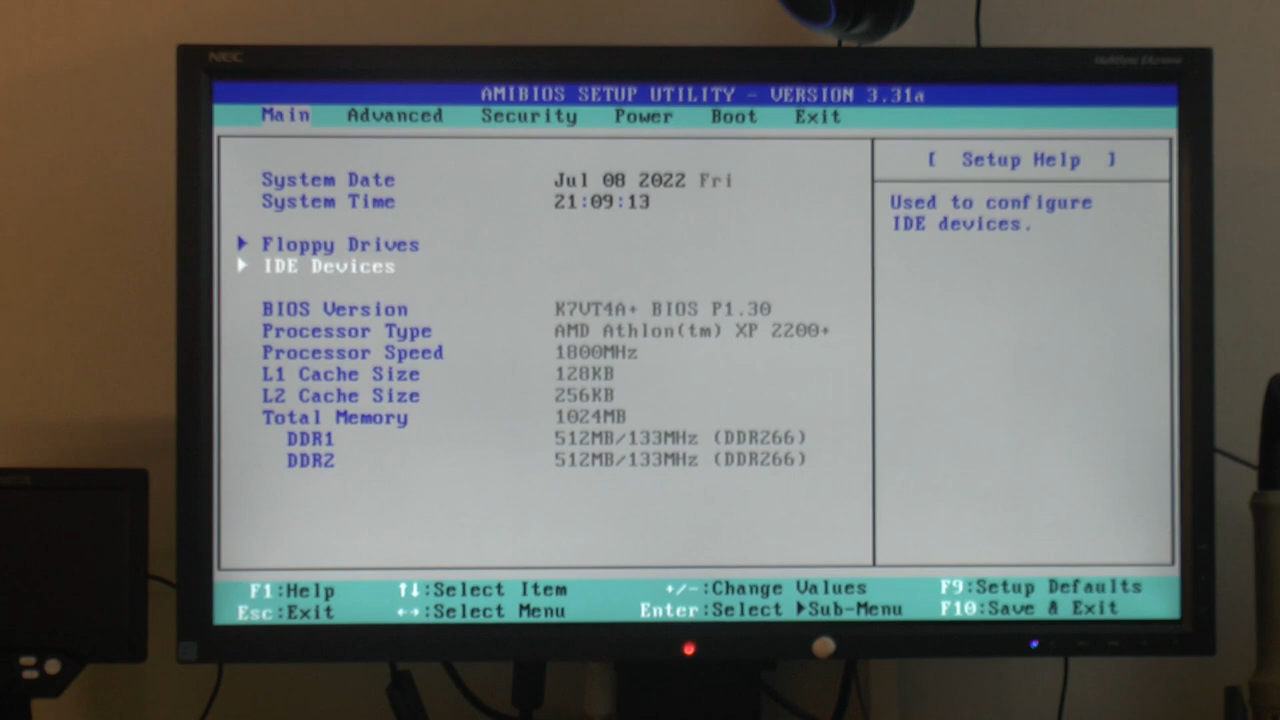 NEC
AMIBIOS SETUP UTILITY - VERSION 3.31a
Main Advanced Security Power Boot Exit
[ Setup Help ]
System Date Jul 08 2022 Fri
System Time 21:09:13
Used to configure
IDE devices.
Floppy Drives
IDE Devices
BIOS Version K7VT4A+ BIOS P1.30
Processor Type AMD Athlon(tm) XP 2200+
Processor Speed 1800MHz
L1 Cache Size 128KB
L2 Cache Size 256KB
Total Memory 1024MB
DDR1 512MB/133MHz (DDR266)
DDR2 512MB/133MHz (DDR266)
F1:Help ↑↓:Select Item +/-:Change Values F9:Setup Defaults
Esc:Exit ↔:Select Menu Enter:Select ►Sub-Menu F10:Save & Exit